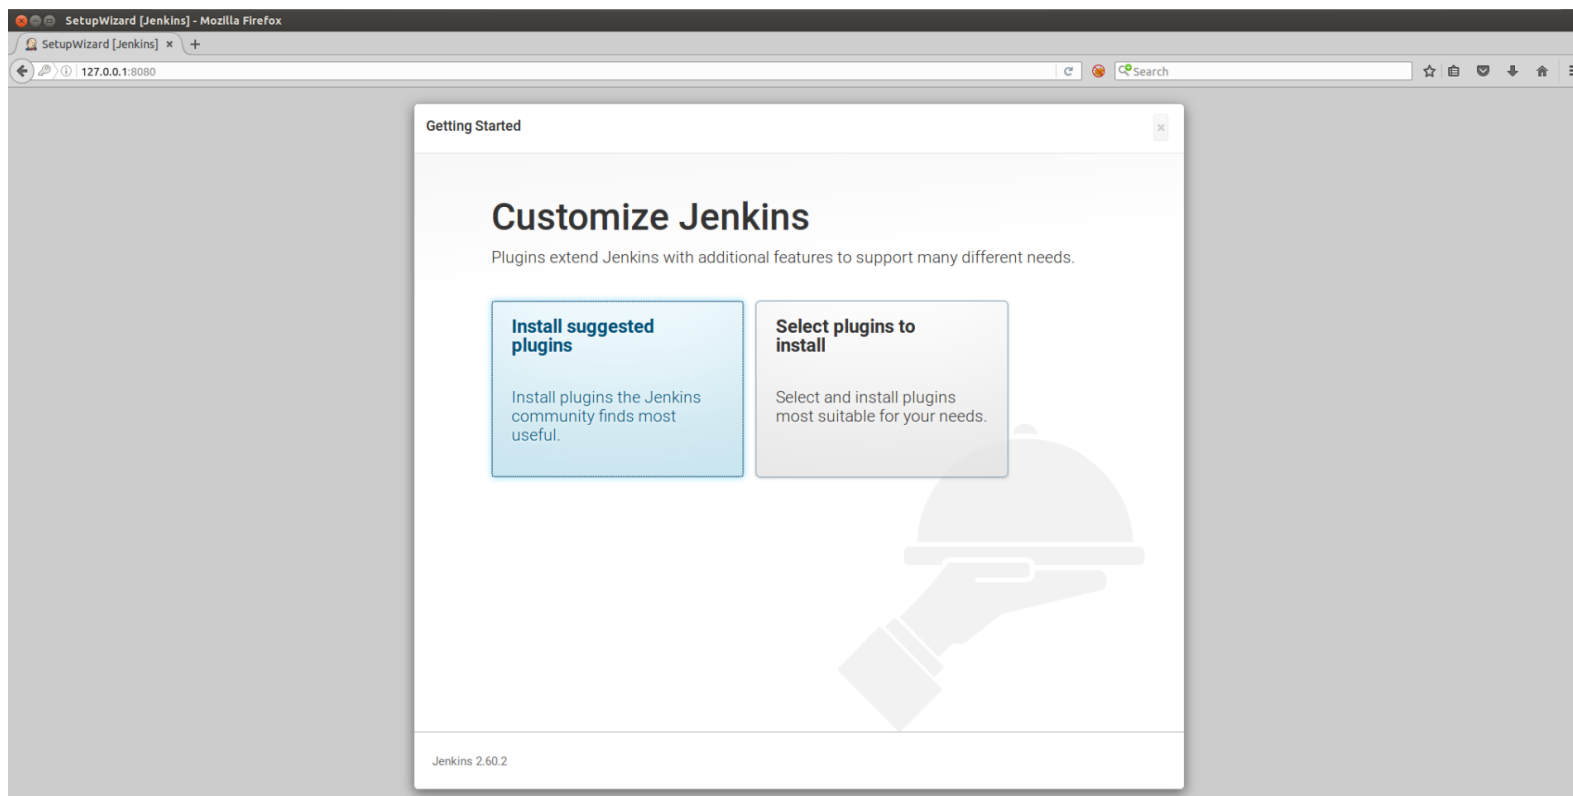 SetupWizard [Jenkins] - Mozilla Firefox
SetupWizard [Jenkins]
127.0.0.1:8080
Search
Getting Started
Customize Jenkins
Plugins extend Jenkins with additional features to support many different needs.
Install suggested
plugins
Install plugins the Jenkins
community finds most
useful.
Select plugins to
install
Select and install plugins
most suitable for your needs.
Jenkins 2.60.2